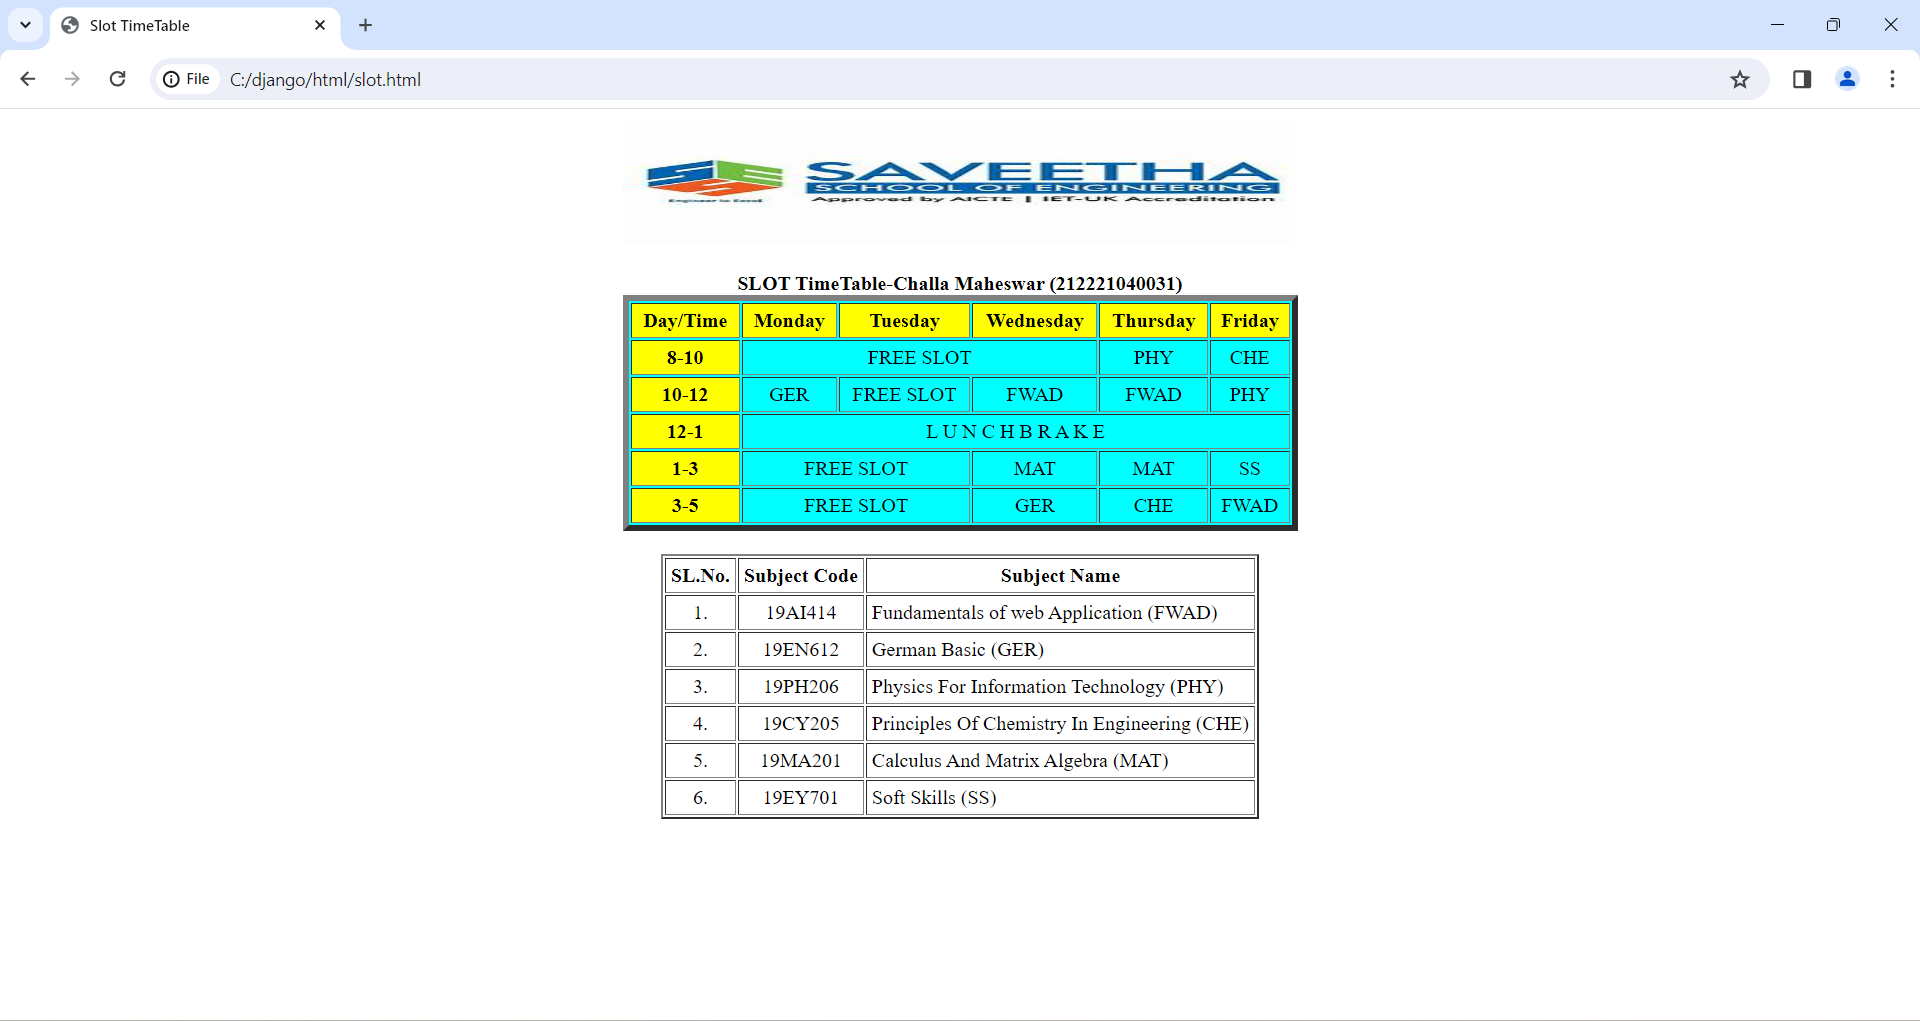 Slot TimeTable
File C:/django/html/slot.html
SAVEETHA
SCHOOL OF ENGINEERING
Engineer to Excel Approved by AICTE | IET-UK Accreditation
SLOT TimeTable-Challa Maheswar (212221040031)
Day/Time Monday Tuesday Wednesday Thursday Friday
8-10 FREE SLOT PHY CHE
10-12 GER FREE SLOT FWAD FWAD PHY
12-1 L U N C H B R A K E
1-3 FREE SLOT MAT MAT SS
3-5 FREE SLOT GER CHE FWAD
SL.No. Subject Code Subject Name
1. 19AI414 Fundamentals of web Application (FWAD)
2. 19EN612 German Basic (GER)
3. 19PH206 Physics For Information Technology (PHY)
4. 19CY205 Principles Of Chemistry In Engineering (CHE)
5. 19MA201 Calculus And Matrix Algebra (MAT)
6. 19EY701 Soft Skills (SS)